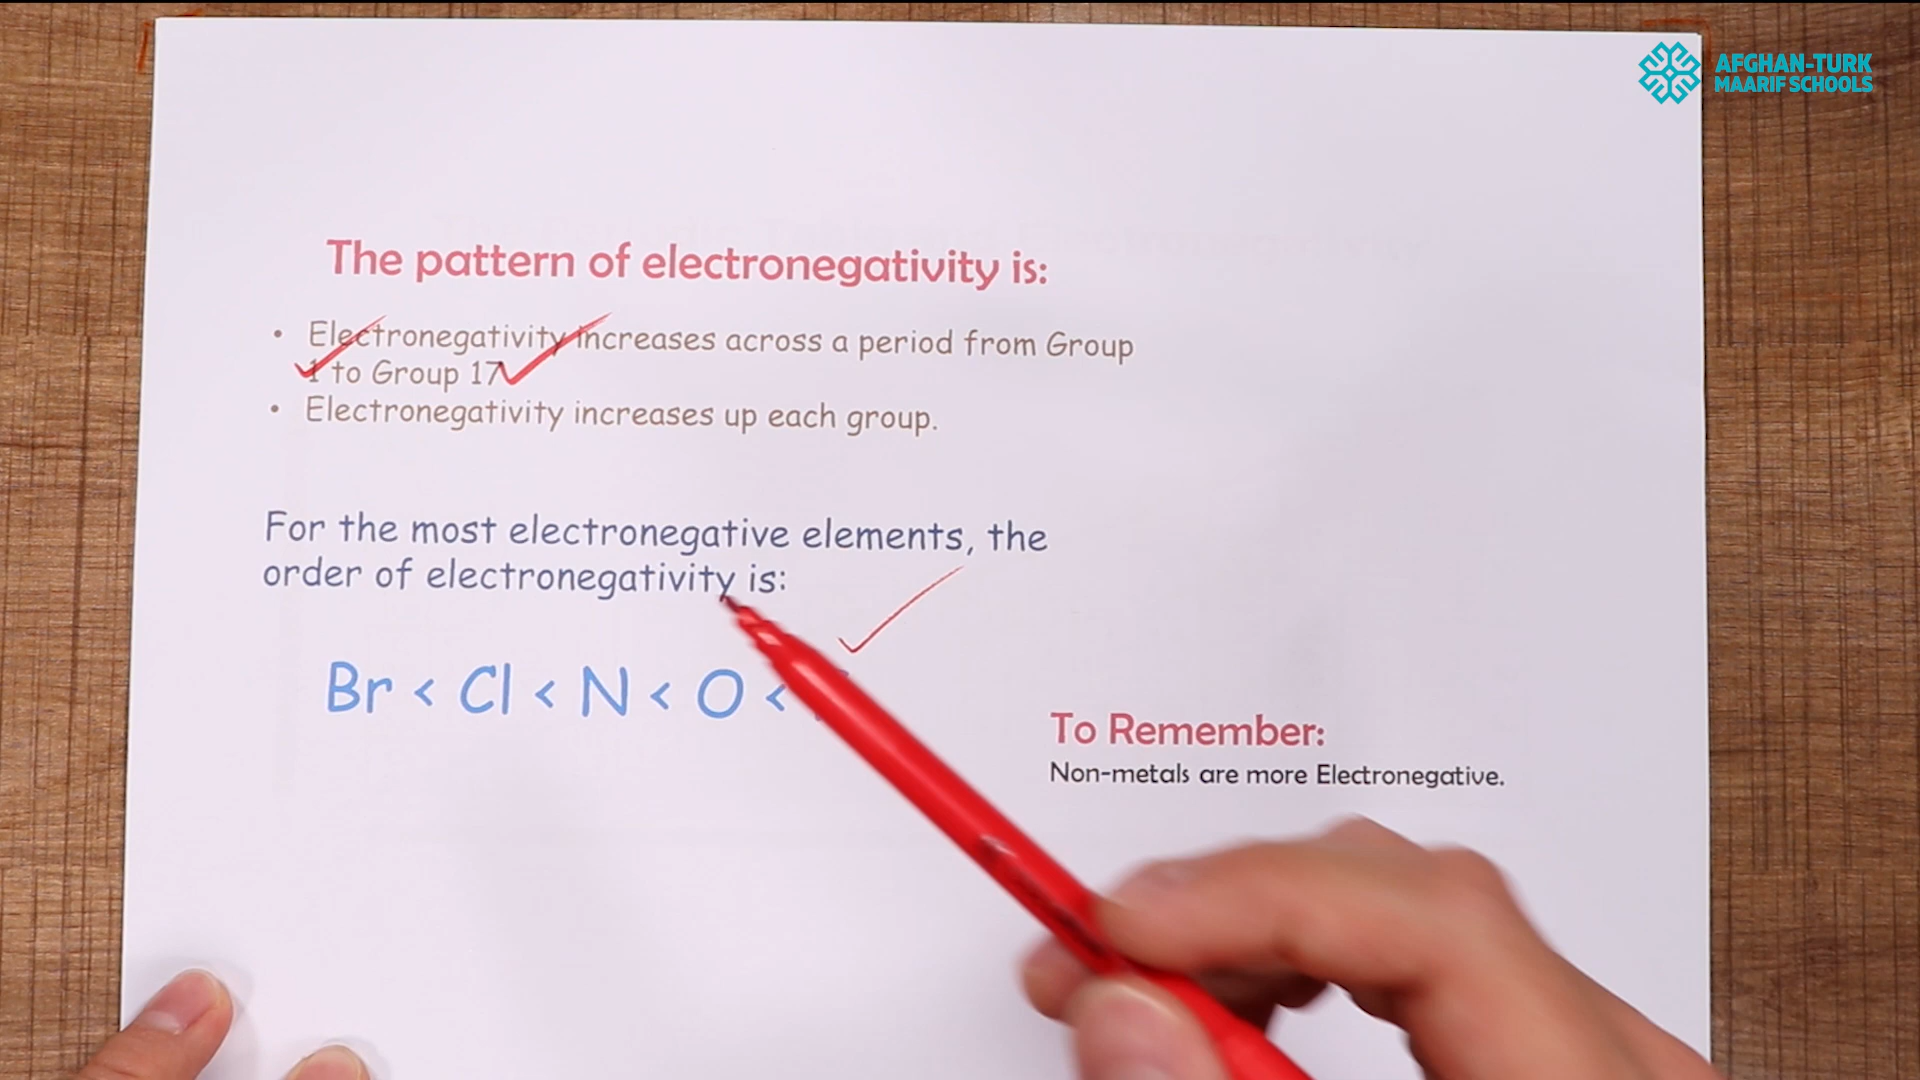 AFGHAN-TURK
MAARIF SCHOOLS
The pattern of electronegativity is:
• Electronegativity increases across a period from Group
1 to Group 17
• Electronegativity increases up each group.
For the most electronegative elements, the
order of electronegativity is:
Br < Cl < N < O <
To Remember:
Non-metals are more Electronegative.